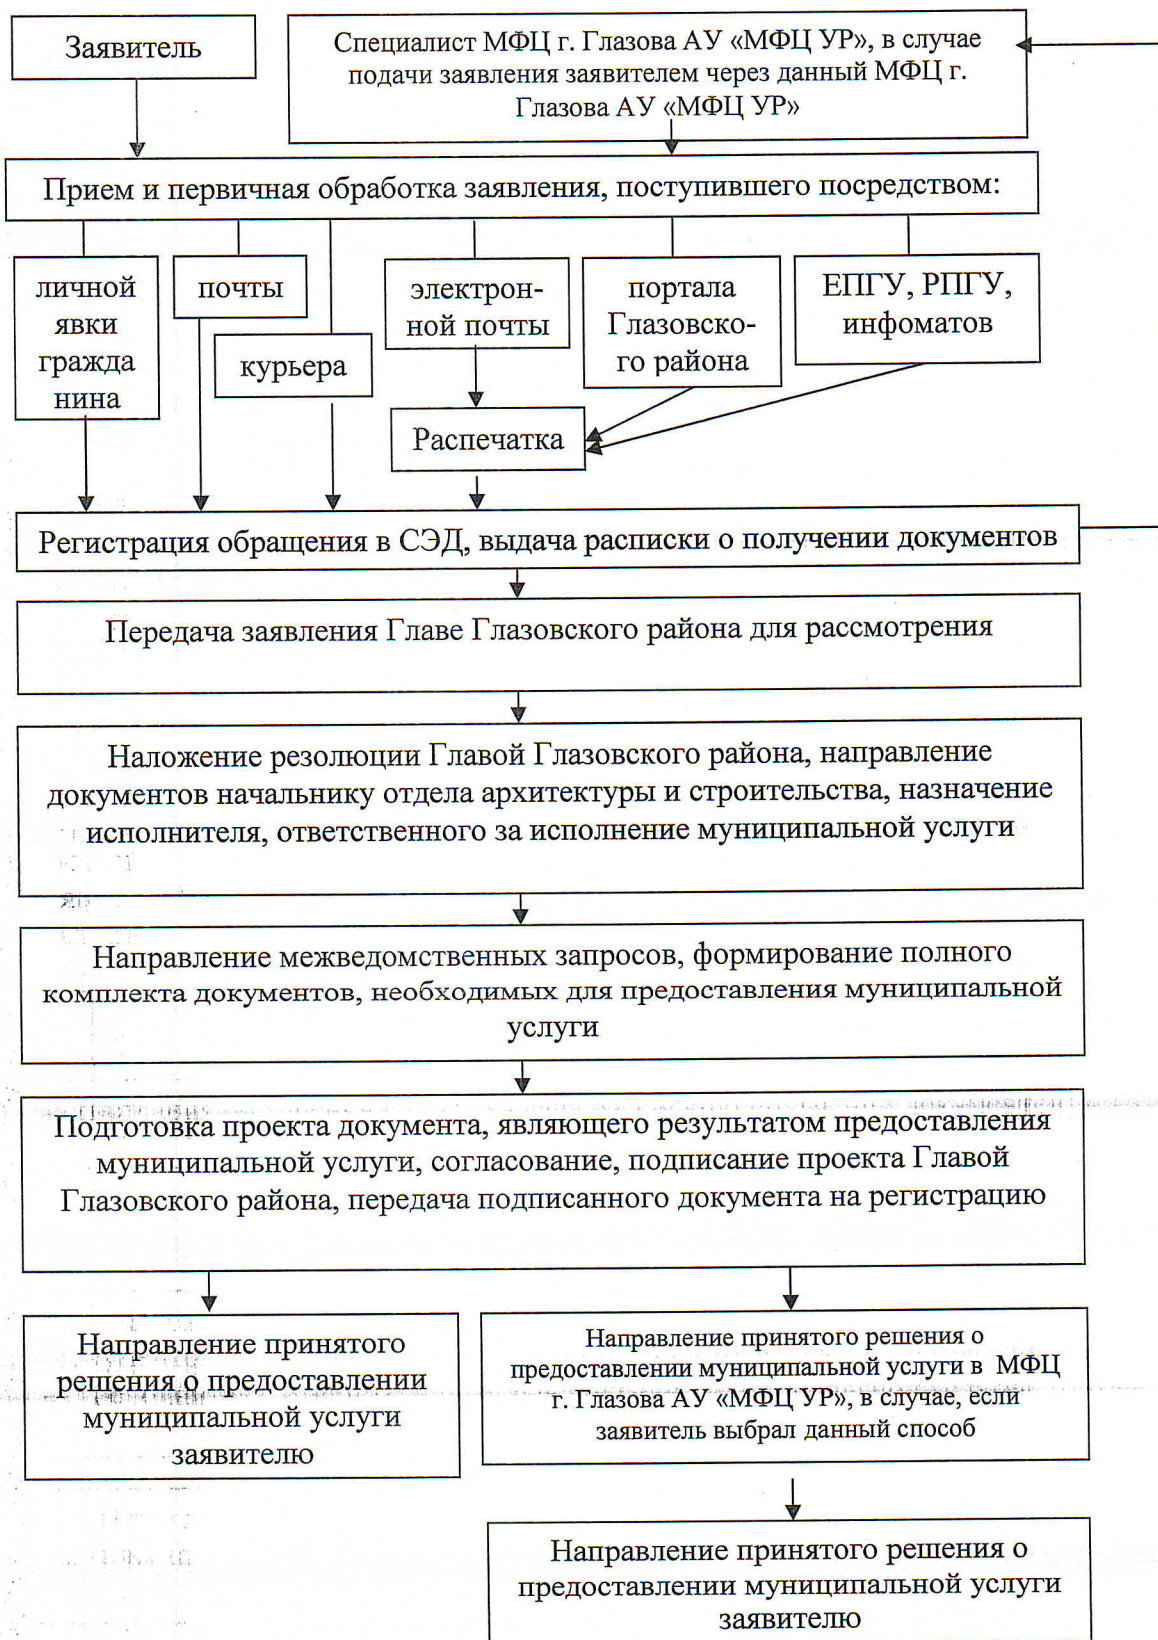 Заявитель
Специалист МФЦ г. Глазова АУ «МФЦ УР», в случае
подачи заявления заявителем через данный МФЦ г.
Глазова АУ «МФЦ УР»
Прием и первичная обработка заявления, поступившего посредством:
личной
явки
гражда
нина
почты
курьера
электрон-
ной почты
портала
Глазовско-
го района
ЕПГУ, РПГУ,
инфоматов
Распечатка
Регистрация обращения в СЭД, выдача расписки о получении документов
Передача заявления Главе Глазовского района для рассмотрения
Наложение резолюции Главой Глазовского района, направление
документов начальнику отдела архитектуры и строительства, назначение
исполнителя, ответственного за исполнение муниципальной услуги
Направление межведомственных запросов, формирование полного
комплекта документов, необходимых для предоставления муниципальной
услуги
Подготовка проекта документа, являющего результатом предоставления
муниципальной услуги, согласование, подписание проекта Главой
Глазовского района, передача подписанного документа на регистрацию
Направление принятого
решения о предоставлении
муниципальной услуги
заявителю
Направление принятого решения о
предоставлении муниципальной услуги в МФЦ
г. Глазова АУ «МФЦ УР», в случае, если
заявитель выбрал данный способ
Направление принятого решения о
предоставлении муниципальной услуги
заявителю